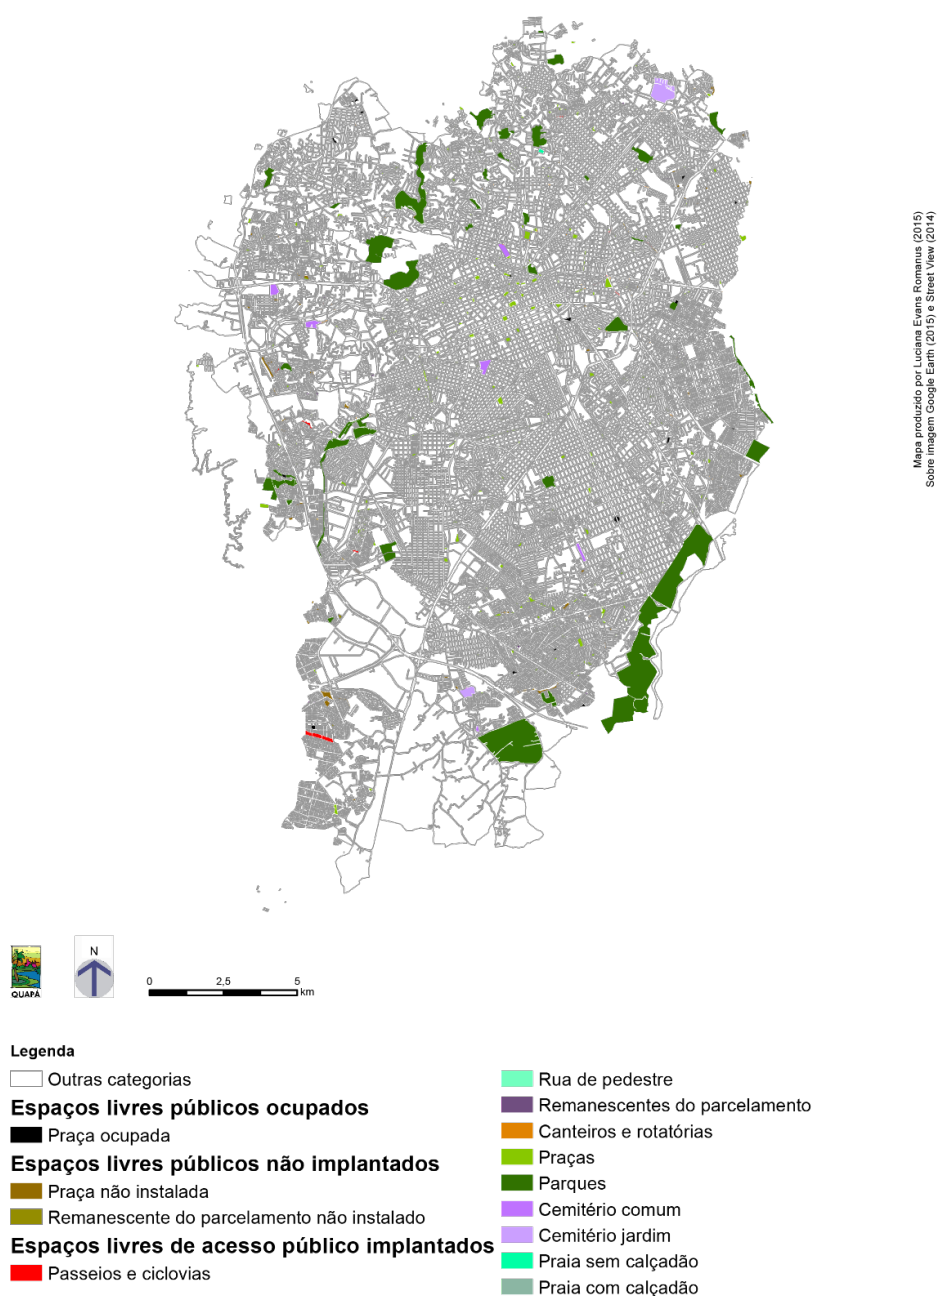 Mapa produzido por Luciana Evans Romanus (2015)
Sobre imagem Google Earth (2015) e Street View (2014)
QUAPÁ
N
0 2,5 5
km
Legenda
Outras categorias
Espaços livres públicos ocupados
Praça ocupada
Espaços livres públicos não implantados
Praça não instalada
Remanescente do parcelamento não instalado
Espaços livres de acesso público implantados
Passeios e ciclovias
Rua de pedestre
Remanescentes do parcelamento
Canteiros e rotatórias
Praças
Parques
Cemitério comum
Cemitério jardim
Praia sem calçadão
Praia com calçadão